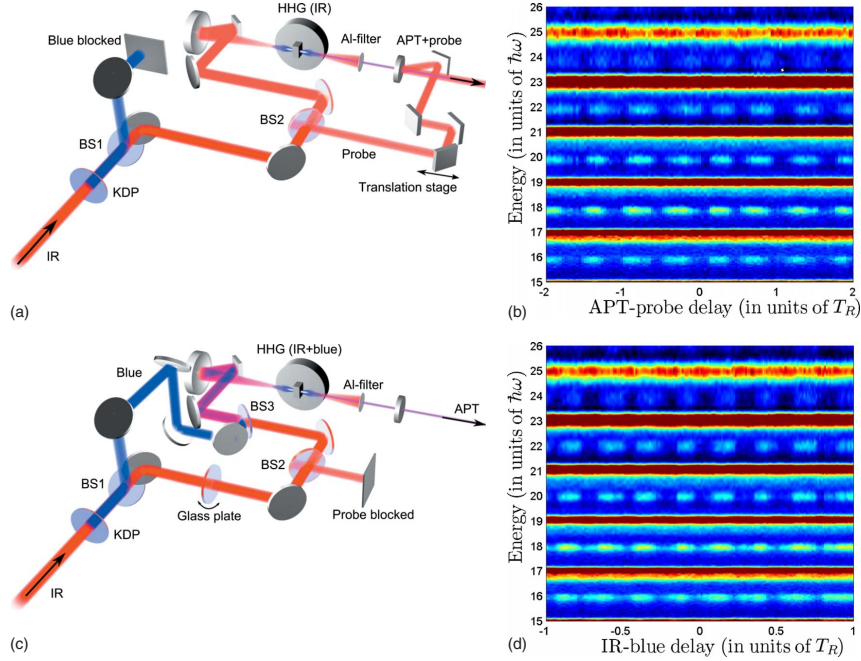 (a)
Blue blocked
HHG (IR)
Al-filter
APT+probe
BS1
BS2
Probe
KDP
Translation stage
IR
(b)
Energy (in units of ℏω)
26
25
24
23
22
21
20
19
18
17
16
15
-2
-1
0
1
2
APT-probe delay (in units of T_R)
(c)
Blue
HHG (IR+blue)
Al-filter
BS3
APT
BS1
BS2
Glass plate
Probe blocked
KDP
IR
(d)
Energy (in units of ℏω)
26
25
24
23
22
21
20
19
18
17
16
15
-1
-0.5
0
0.5
1
IR-blue delay (in units of T_R)